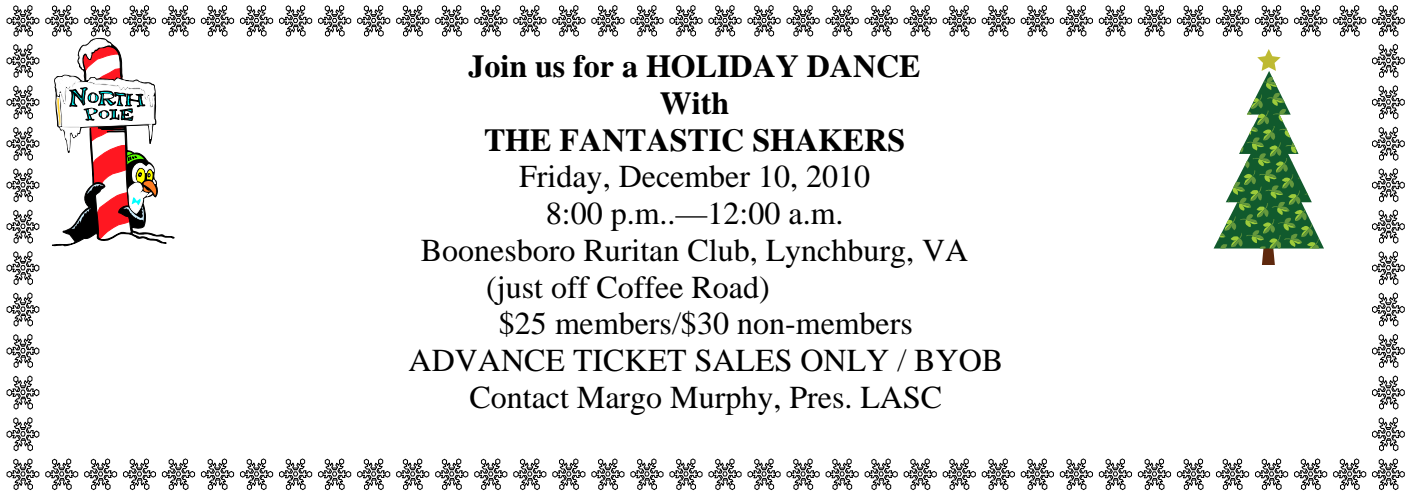 NORTH
POLE
Join us for a HOLIDAY DANCE
With
THE FANTASTIC SHAKERS
Friday, December 10, 2010
8:00 p.m..—12:00 a.m.
Boonesboro Ruritan Club, Lynchburg, VA
(just off Coffee Road)
$25 members/$30 non-members
ADVANCE TICKET SALES ONLY / BYOB
Contact Margo Murphy, Pres. LASC